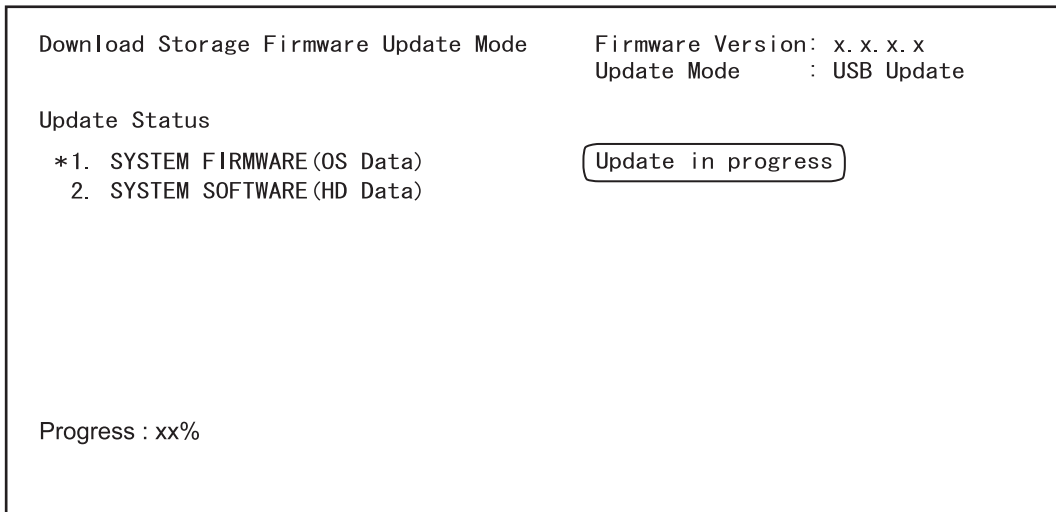 Download Storage Firmware Update Mode Firmware Version: x.x.x.x
Update Mode : USB Update
Update Status
*1. SYSTEM FIRMWARE(OS Data) Update in progress
2. SYSTEM SOFTWARE(HD Data)
Progress : xx%